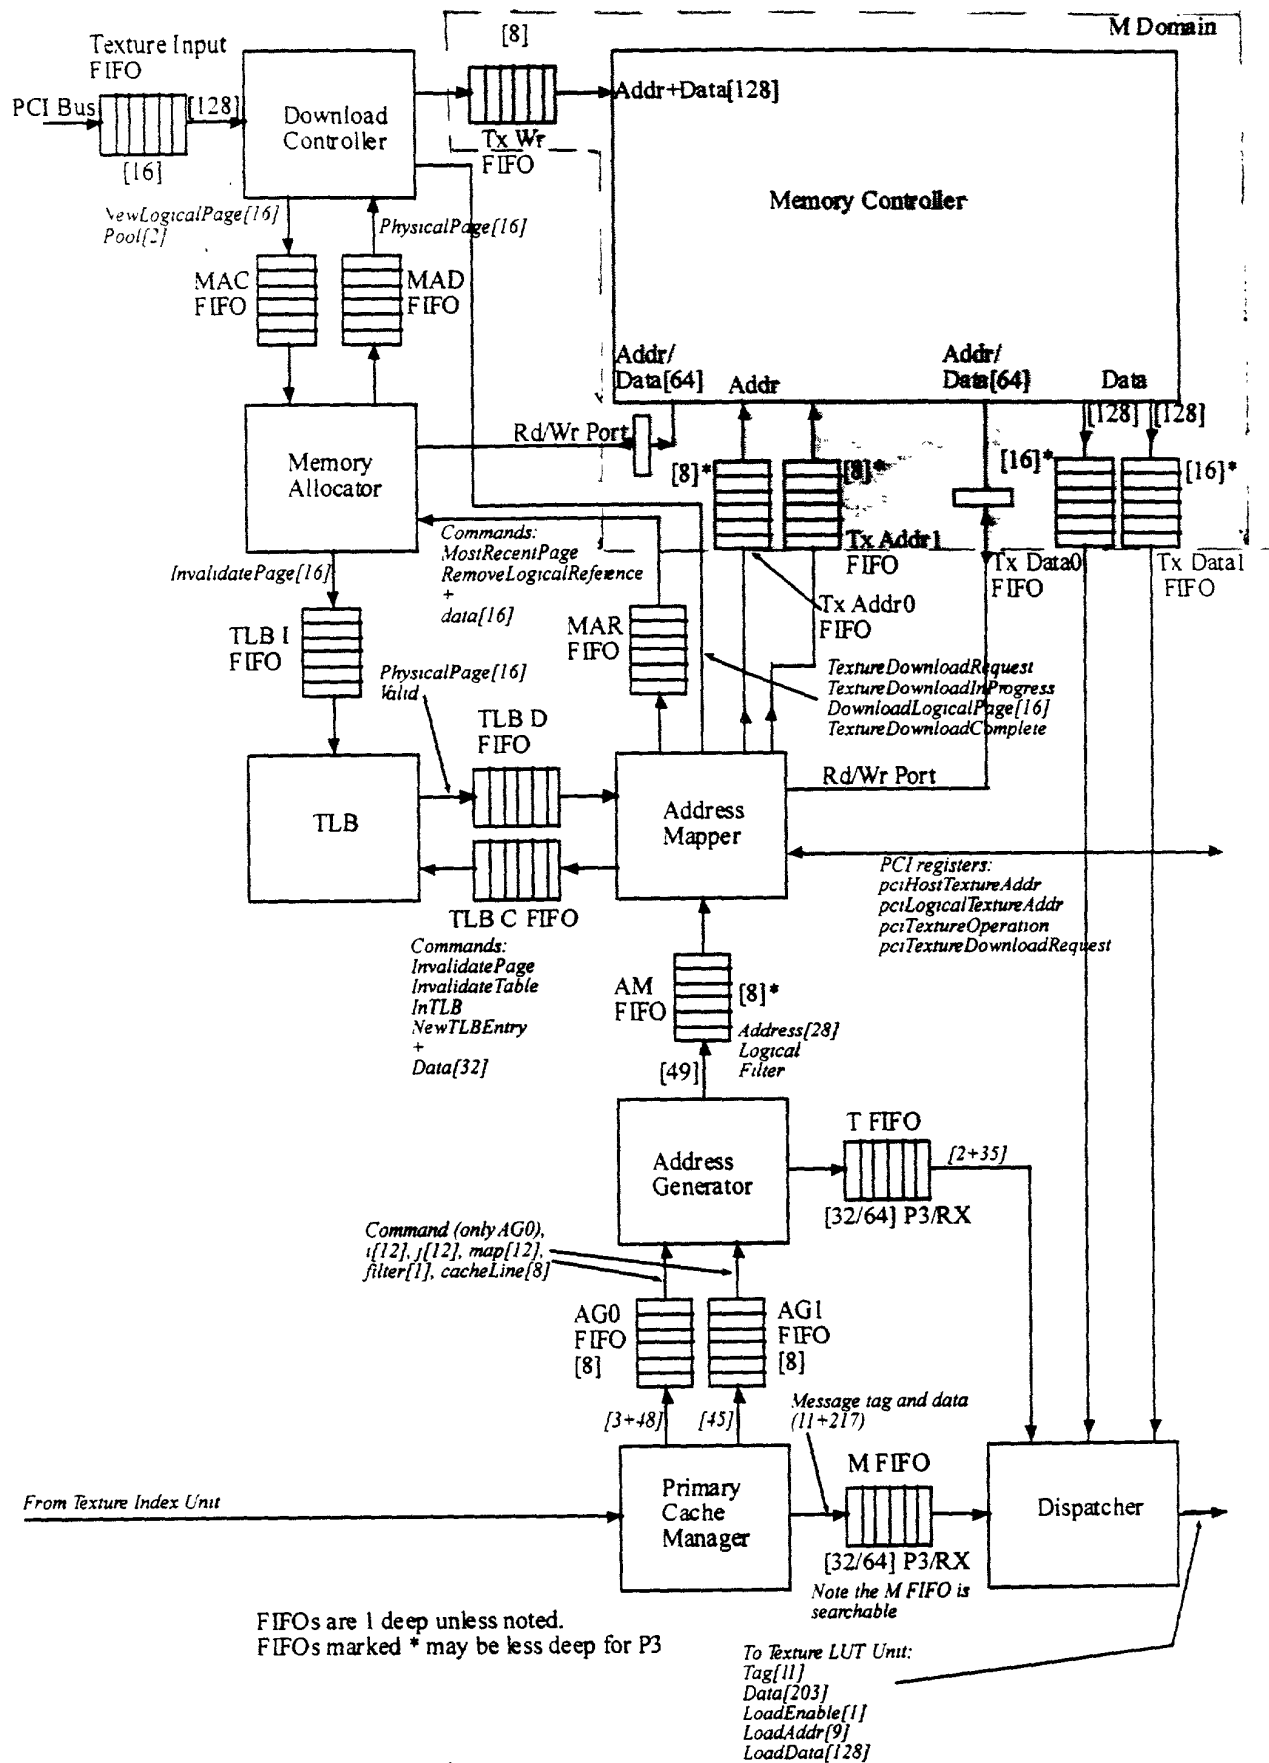 M Domain
[8]
Texture Input
FIFO
PCI Bus
[128]
[16]
Download
Controller
Tx Wr
FIFO
Addr+Data[128]
Memory Controller
NewLogicalPage[16]
Pool[2]
PhysicalPage[16]
MAC
FIFO
MAD
FIFO
Addr/
Data[64]
Addr
Addr/
Data[64]
Data
[128]
[128]
Rd/Wr Port
Memory
Allocator
[8]*
[8]*
[16]*
[16]*
Commands:
MostRecentPage
RemoveLogicalReference
+
data[16]
Tx Addr1
FIFO
Tx Data0
FIFO
Tx Data1
FIFO
Tx Addr0
FIFO
InvalidatePage[16]
TLB I
FIFO
MAR
FIFO
PhysicalPage[16]
Valid
TextureDownloadRequest
TextureDownloadInProgress
DownloadLogicalPage[16]
TextureDownloadComplete
TLB D
FIFO
Rd/Wr Port
TLB
Address
Mapper
TLB C FIFO
PCI registers:
pciHostTextureAddr
pciLogicalTextureAddr
pciTextureOperation
pciTextureDownloadRequest
Commands:
InvalidatePage
InvalidateTable
InTLB
NewTLBEntry
+
Data[32]
AM
FIFO
[8]*
Address[28]
Logical
Filter
[49]
Address
Generator
T FIFO
[2+35]
[32/64] P3/RX
Command (only AG0),
i[12], j[12], map[12],
filter[1], cacheLine[8]
AG0
FIFO
[8]
AG1
FIFO
[8]
[3+48]
[45]
Message tag and data
(11+217)
From Texture Index Unit
Primary
Cache
Manager
M FIFO
[32/64] P3/RX
Dispatcher
Note the M FIFO is
searchable
FIFOs are 1 deep unless noted.
FIFOs marked * may be less deep for P3
To Texture LUT Unit:
Tag[11]
Data[203]
LoadEnable[1]
LoadAddr[9]
LoadData[128]